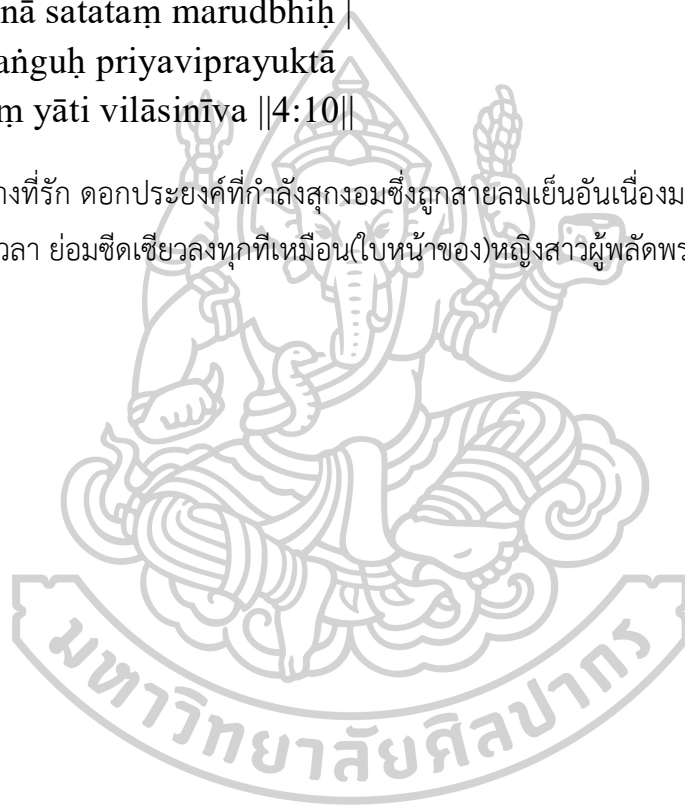 nā satataṃ marudbhiḥ |
aṅguḥ priyaviprayuktā
ṃ yāti vilāsinīva ||4:10||
างที่รัก ดอกประยงค์ที่กำลังสุกงอมซึ่งถูกสายลมเย็นอันเนื่องม
วลา ย่อมซีดเซียวลงทุกทีเหมือน(ใบหน้าของ)หญิงสาวผู้พลัดพร
มหาวิทยาลัยศิลปากร